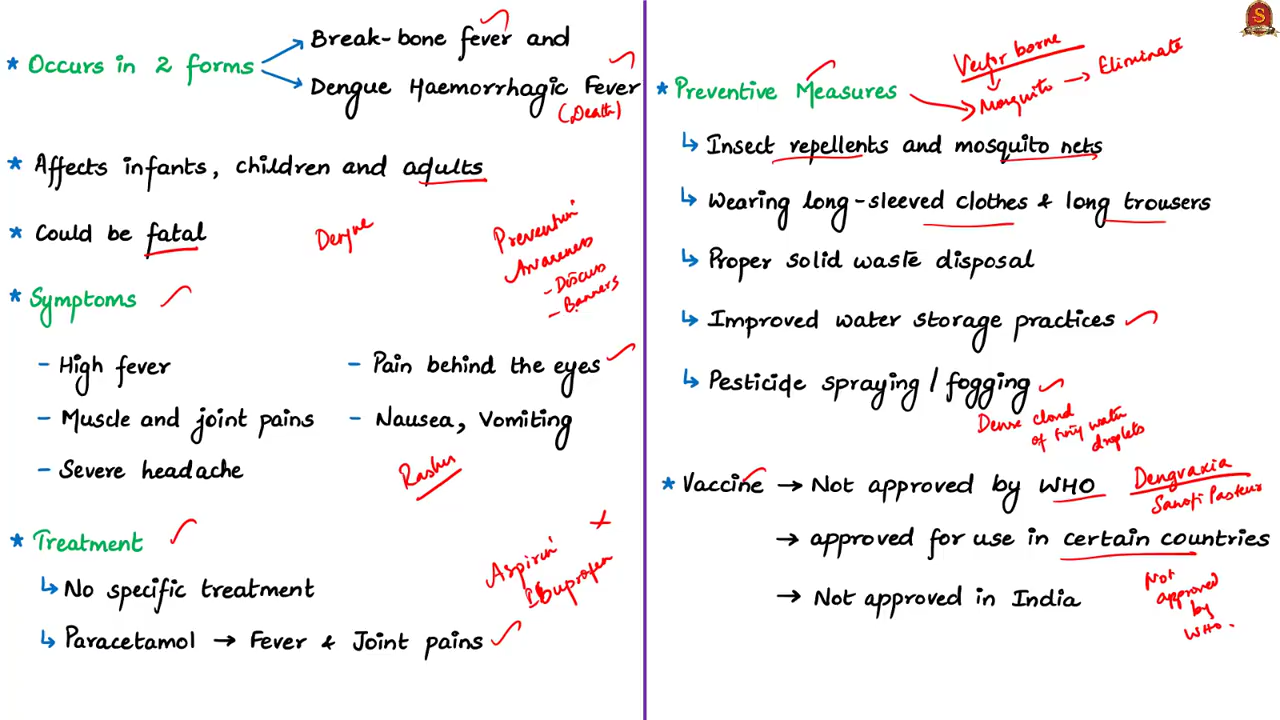 * Occurs in 2 forms
Break-bone fever and
Dengue Haemorrhagic Fever
(Death)
* Affects infants, children and adults
* Could be fatal
Dengue
Prevention
Awareness
- Discuss
- Banners
* Symptoms
- High fever
- Pain behind the eyes
- Muscle and joint pains
- Nausea, Vomiting
- Severe headache
Rashes
* Treatment
↳ No specific treatment
Aspirin
Ibuprofen
↳ Paracetamol → Fever & Joint pains
* Preventive Measures
Vector borne
Mosquito → Eliminate
↳ Insect repellents and mosquito nets
↳ Wearing long-sleeved clothes & long trousers
↳ Proper solid waste disposal
↳ Improved water storage practices
↳ Pesticide spraying / fogging
Dense cloud
of tiny water
droplets
* Vaccine → Not approved by WHO
Dengvaxia
Sanofi Pasteur
→ approved for use in certain countries
→ Not approved in India
Not
approved
by
WHO.